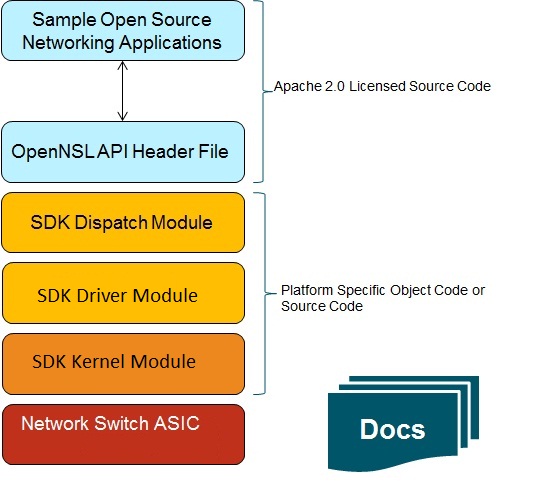 Sample Open Source
Networking Applications
Apache 2.0 Licensed Source Code
OpenNSL API Header File
SDK Dispatch Module
SDK Driver Module
Platform Specific Object Code or
Source Code
SDK Kernel Module
Network Switch ASIC
Docs